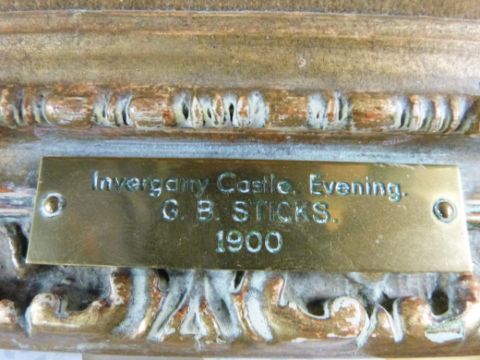 Invergarry Castle. Evening.
G. B. STICKS.
1900